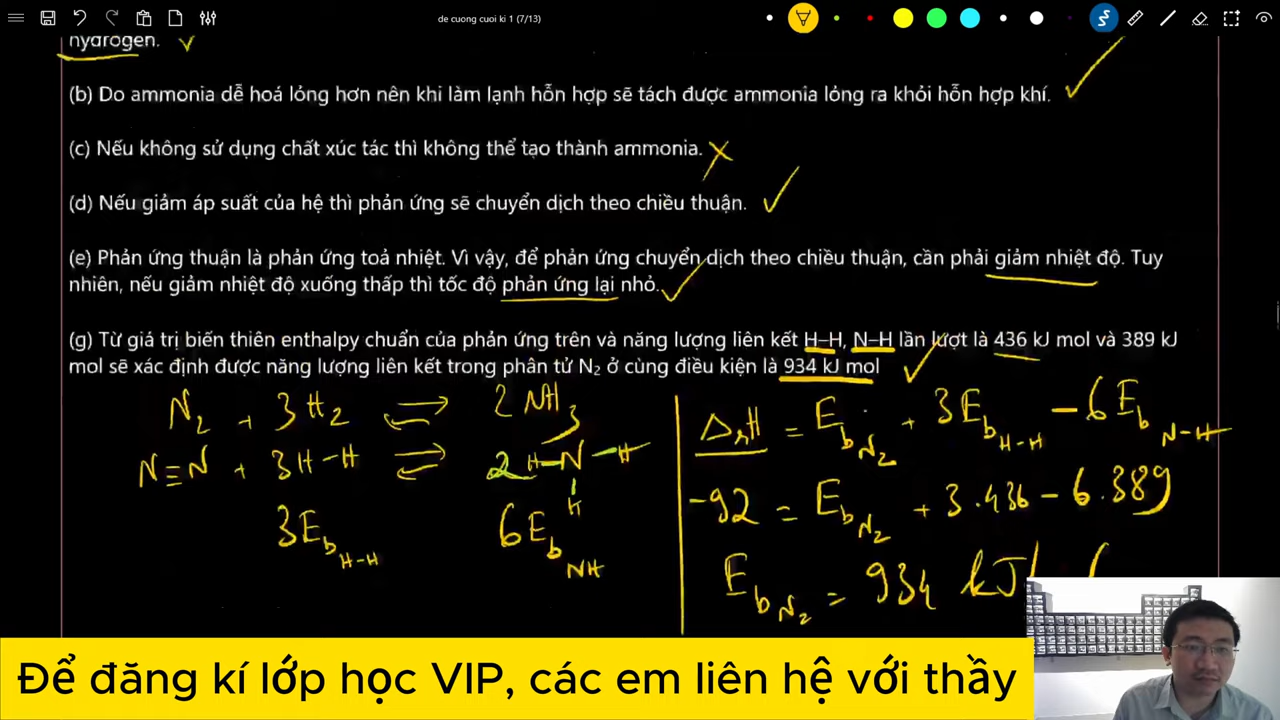 de cuong cuoi ki 1 (7/13)
hydrogen.
(b) Do ammonia dễ hoá lỏng hơn nên khi làm lạnh hỗn hợp sẽ tách được ammonia lỏng ra khỏi hỗn hợp khí.
(c) Nếu không sử dụng chất xúc tác thì không thể tạo thành ammonia.
(d) Nếu giảm áp suất của hệ thì phản ứng sẽ chuyển dịch theo chiều thuận.
(e) Phản ứng thuận là phản ứng toả nhiệt. Vì vậy, để phản ứng chuyển dịch theo chiều thuận, cần phải giảm nhiệt độ. Tuy
nhiên, nếu giảm nhiệt độ xuống thấp thì tốc độ phản ứng lại nhỏ.
(g) Từ giá trị biến thiên enthalpy chuẩn của phản ứng trên và năng lượng liên kết H–H, N–H lần lượt là 436 kJ mol và 389 kJ
mol sẽ xác định được năng lượng liên kết trong phân tử N₂ ở cùng điều kiện là 934 kJ mol
N₂ + 3H₂ ⇌ 2NH₃
N≡N + 3H-H ⇌ 2 H-N-H
H
3E_b H-H 6E_b NH
Δ_rH = E_b N₂ + 3E_b H-H - 6E_b N-H
-92 = E_b N₂ + 3.436 - 6.389
E_b N₂ = 934 kJ
Để đăng kí lớp học VIP, các em liên hệ với thầy